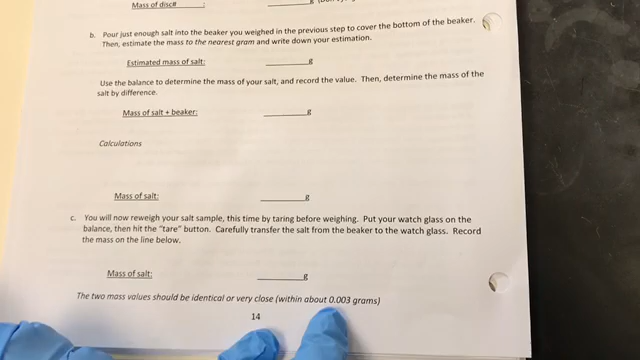 Mass of disc# : ________ g
b. Pour just enough salt into the beaker you weighed in the previous step to cover the bottom of the beaker.
Then, estimate the mass to the nearest gram and write down your estimation.
Estimated mass of salt: ________g
Use the balance to determine the mass of your salt, and record the value. Then, determine the mass of the
salt by difference.
Mass of salt + beaker: ________g
Calculations
Mass of salt: ________g
c. You will now reweigh your salt sample, this time by taring before weighing. Put your watch glass on the
balance, then hit the "tare" button. Carefully transfer the salt from the beaker to the watch glass. Record
the mass on the line below.
Mass of salt: ________g
The two mass values should be identical or very close (within about 0.003 grams)
14